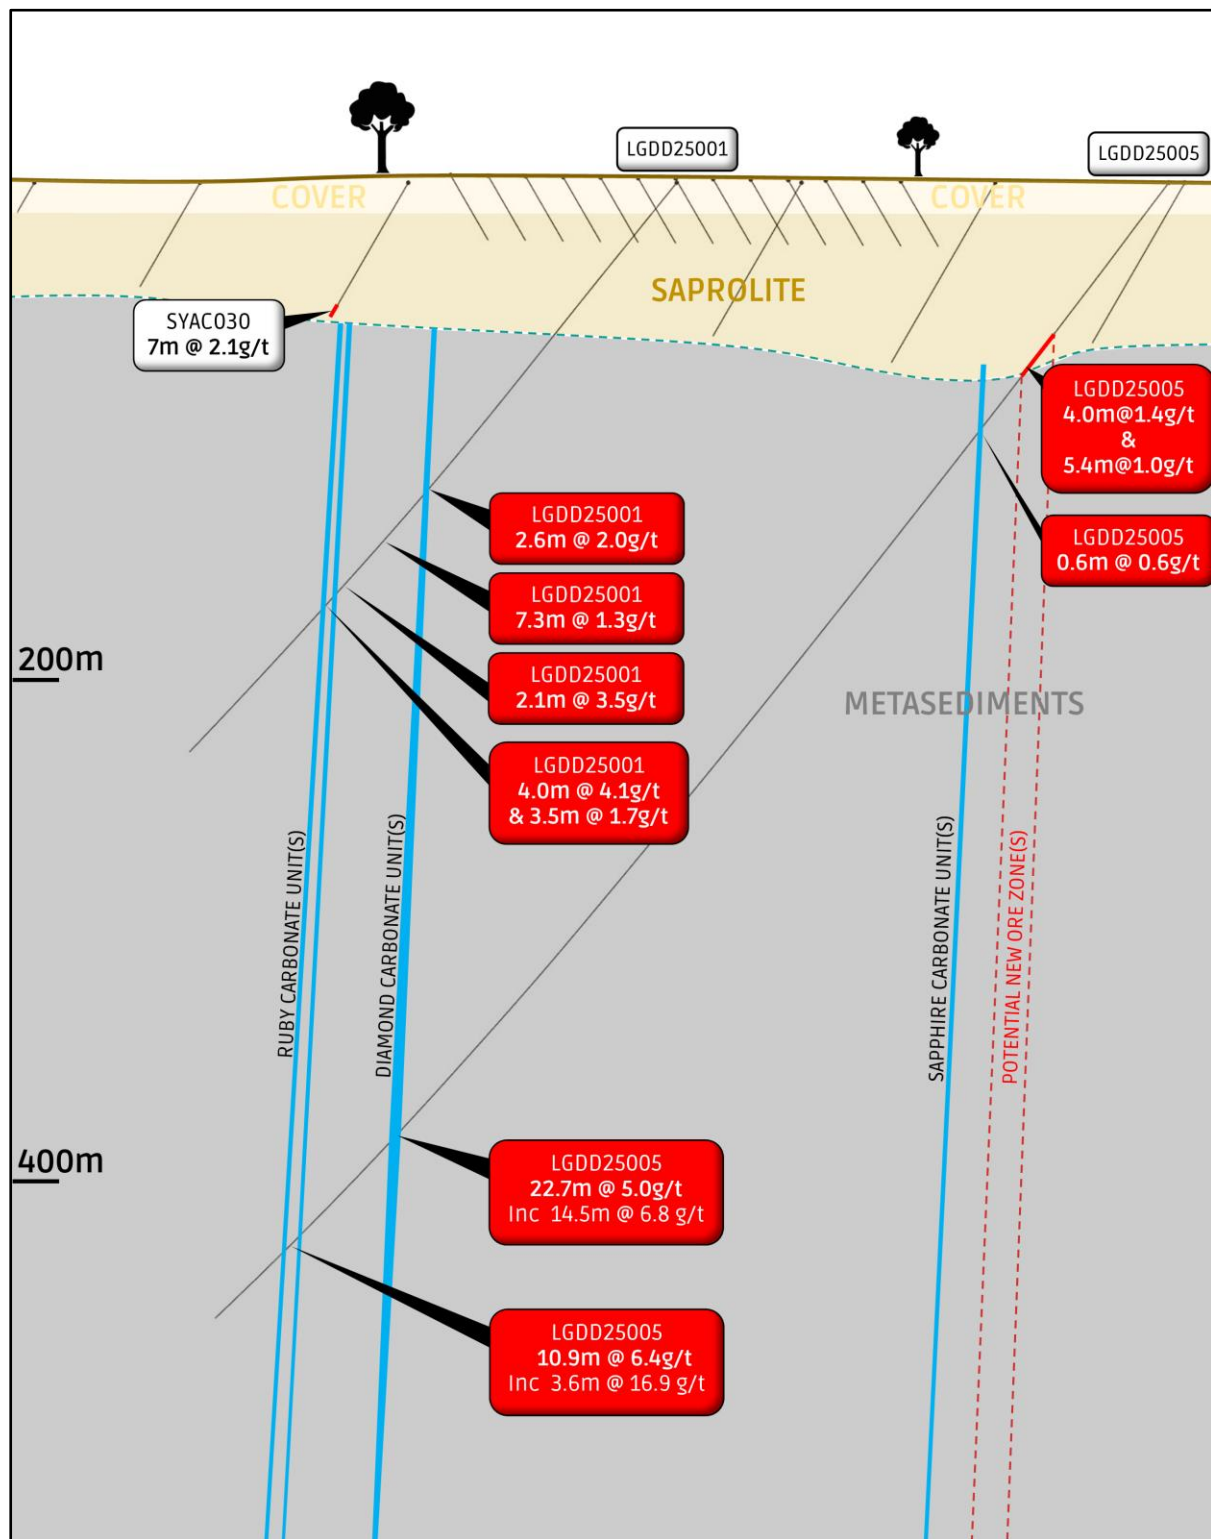 LGDD25001
LGDD25005
COVER
COVER
SAPROLITE
SYAC030
7m @ 2.1g/t
LGDD25005
4.0m@1.4g/t
&
5.4m@1.0g/t
LGDD25001
2.6m @ 2.0g/t
LGDD25005
0.6m @ 0.6g/t
LGDD25001
7.3m @ 1.3g/t
200m
LGDD25001
2.1m @ 3.5g/t
METASEDIMENTS
LGDD25001
4.0m @ 4.1g/t
& 3.5m @ 1.7g/t
RUBY CARBONATE UNIT(S)
DIAMOND CARBONATE UNIT(S)
SAPPHIRE CARBONATE UNIT(S)
POTENTIAL NEW ORE ZONE(S)
400m
LGDD25005
22.7m @ 5.0g/t
Inc 14.5m @ 6.8 g/t
LGDD25005
10.9m @ 6.4g/t
Inc 3.6m @ 16.9 g/t